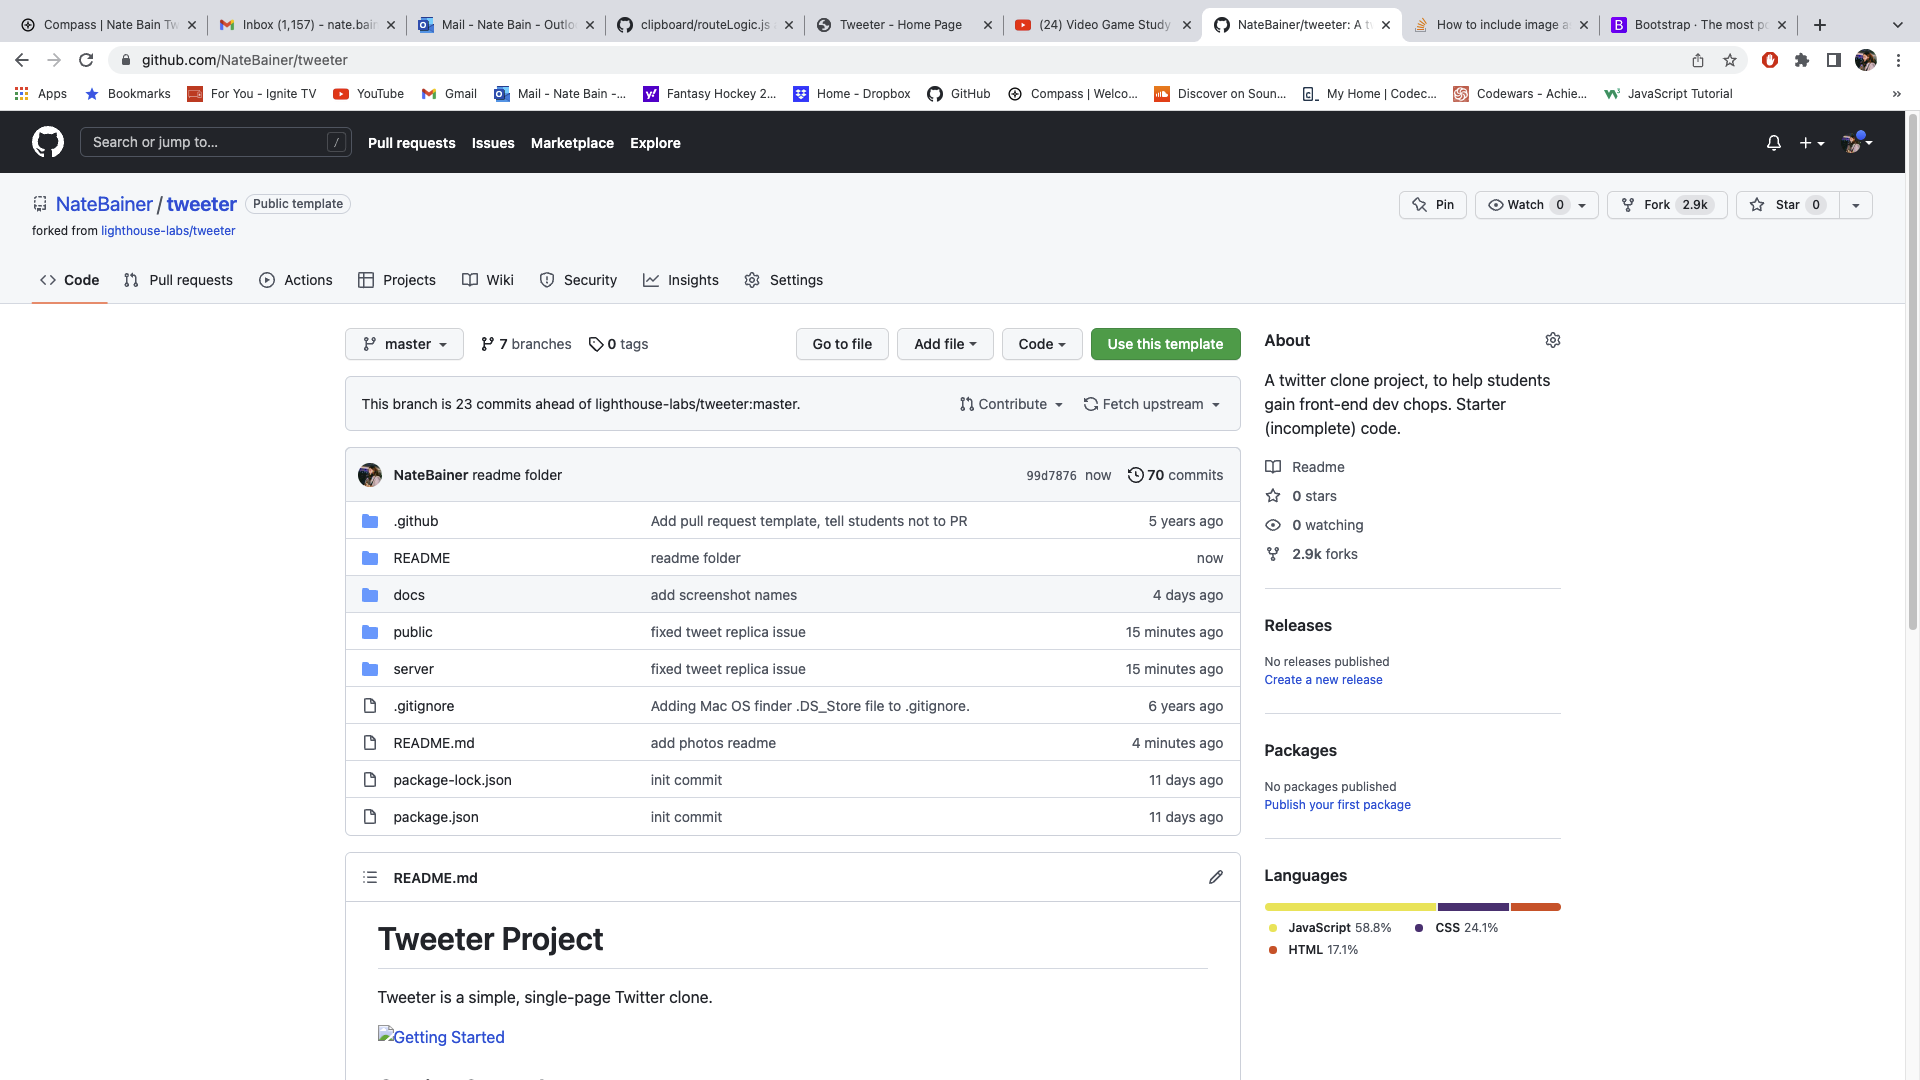 Compass | Nate Bain Tw
Inbox (1,157) - nate.bain
Mail - Nate Bain - Outlo
clipboard/routeLogic.js a
Tweeter - Home Page
(24) Video Game Study
NateBainer/tweeter: A tw
How to include image a
Bootstrap · The most po
github.com/NateBainer/tweeter
Apps
Bookmarks
For You - Ignite TV
YouTube
Gmail
Mail - Nate Bain -...
Fantasy Hockey 2...
Home - Dropbox
GitHub
Compass | Welco...
Discover on Soun...
My Home | Codec...
Codewars - Achie...
JavaScript Tutorial
»
Search or jump to... /
Pull requests Issues Marketplace Explore
NateBainer / tweeter Public template
Pin
Watch 0
Fork 2.9k
Star 0
forked from lighthouse-labs/tweeter
Code
Pull requests
Actions
Projects
Wiki
Security
Insights
Settings
master
7 branches
0 tags
Go to file
Add file
Code
Use this template
This branch is 23 commits ahead of lighthouse-labs/tweeter:master.
Contribute
Fetch upstream
NateBainer readme folder 99d7876 now 70 commits
.github Add pull request template, tell students not to PR 5 years ago
README readme folder now
docs add screenshot names 4 days ago
public fixed tweet replica issue 15 minutes ago
server fixed tweet replica issue 15 minutes ago
.gitignore Adding Mac OS finder .DS_Store file to .gitignore. 6 years ago
README.md add photos readme 4 minutes ago
package-lock.json init commit 11 days ago
package.json init commit 11 days ago
README.md
Tweeter Project
Tweeter is a simple, single-page Twitter clone.
Getting Started
About
A twitter clone project, to help students
gain front-end dev chops. Starter
(incomplete) code.
Readme
0 stars
0 watching
2.9k forks
Releases
No releases published
Create a new release
Packages
No packages published
Publish your first package
Languages
JavaScript 58.8% CSS 24.1%
HTML 17.1%